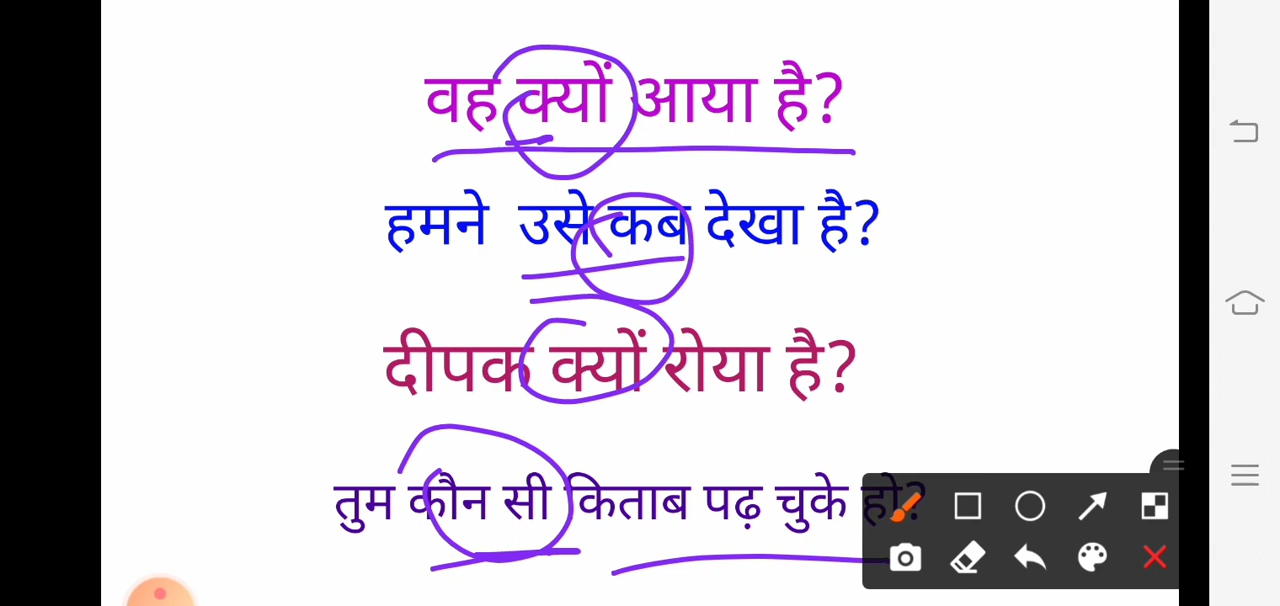 वह क्यों आया है?
हमने उसे कब देखा है?
दीपक क्यों रोया है?
तुम कौन सी किताब पढ़ चुके हो?